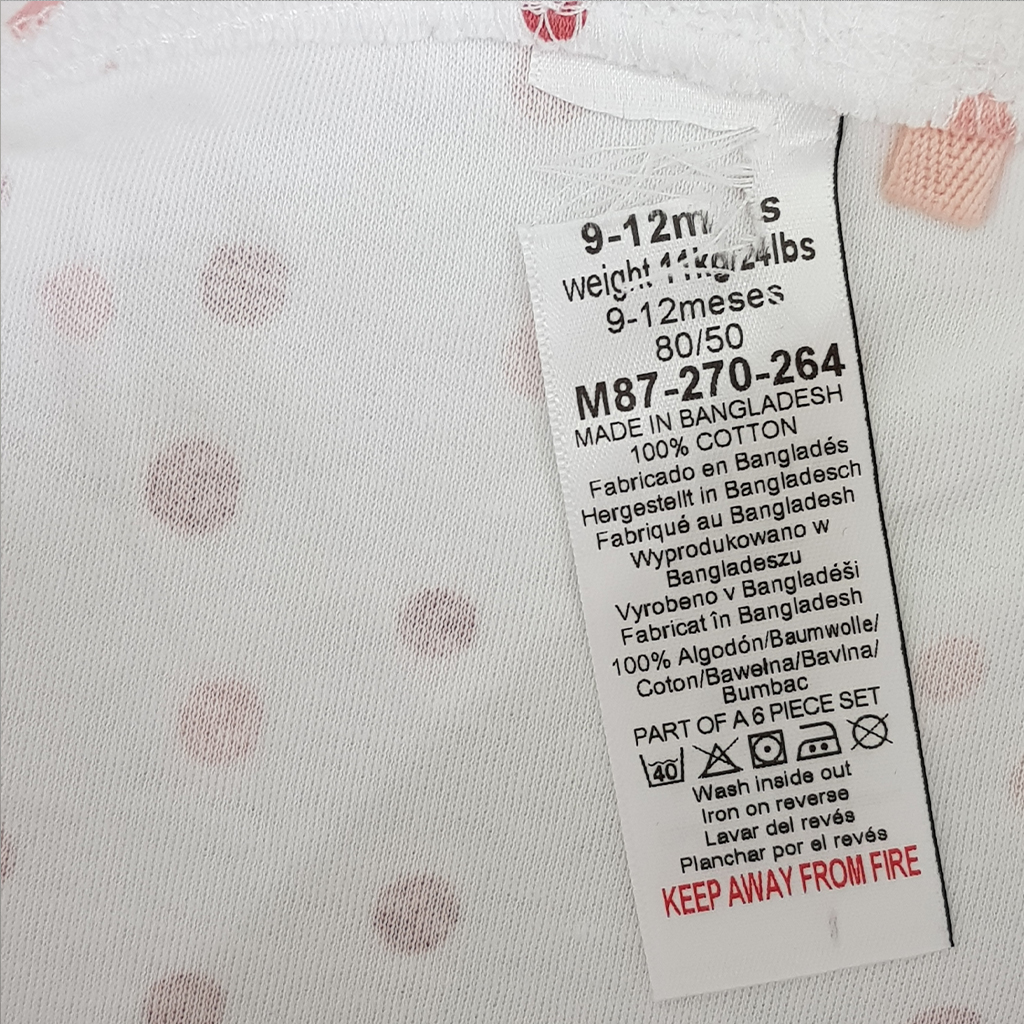 weight 11kg/24lbs
9-12meses
80/50
M87-270-264
MADE IN BANGLADESH
100% COTTON
Fabricado en Bangladés
Hergestellt in Bangladesch
Fabriqué au Bangladesh
Wyprodukowano w
Bangladeszu
Vyrobeno v Bangladéši
Fabricat în Bangladesh
100% Algodón/Baumwolle/
Coton/Bawełna/Bavlna/
Bumbac
PART OF A 6 PIECE SET
40
Wash inside out
Iron on reverse
Lavar del revés
Planchar por el revés
KEEP AWAY FROM FIRE